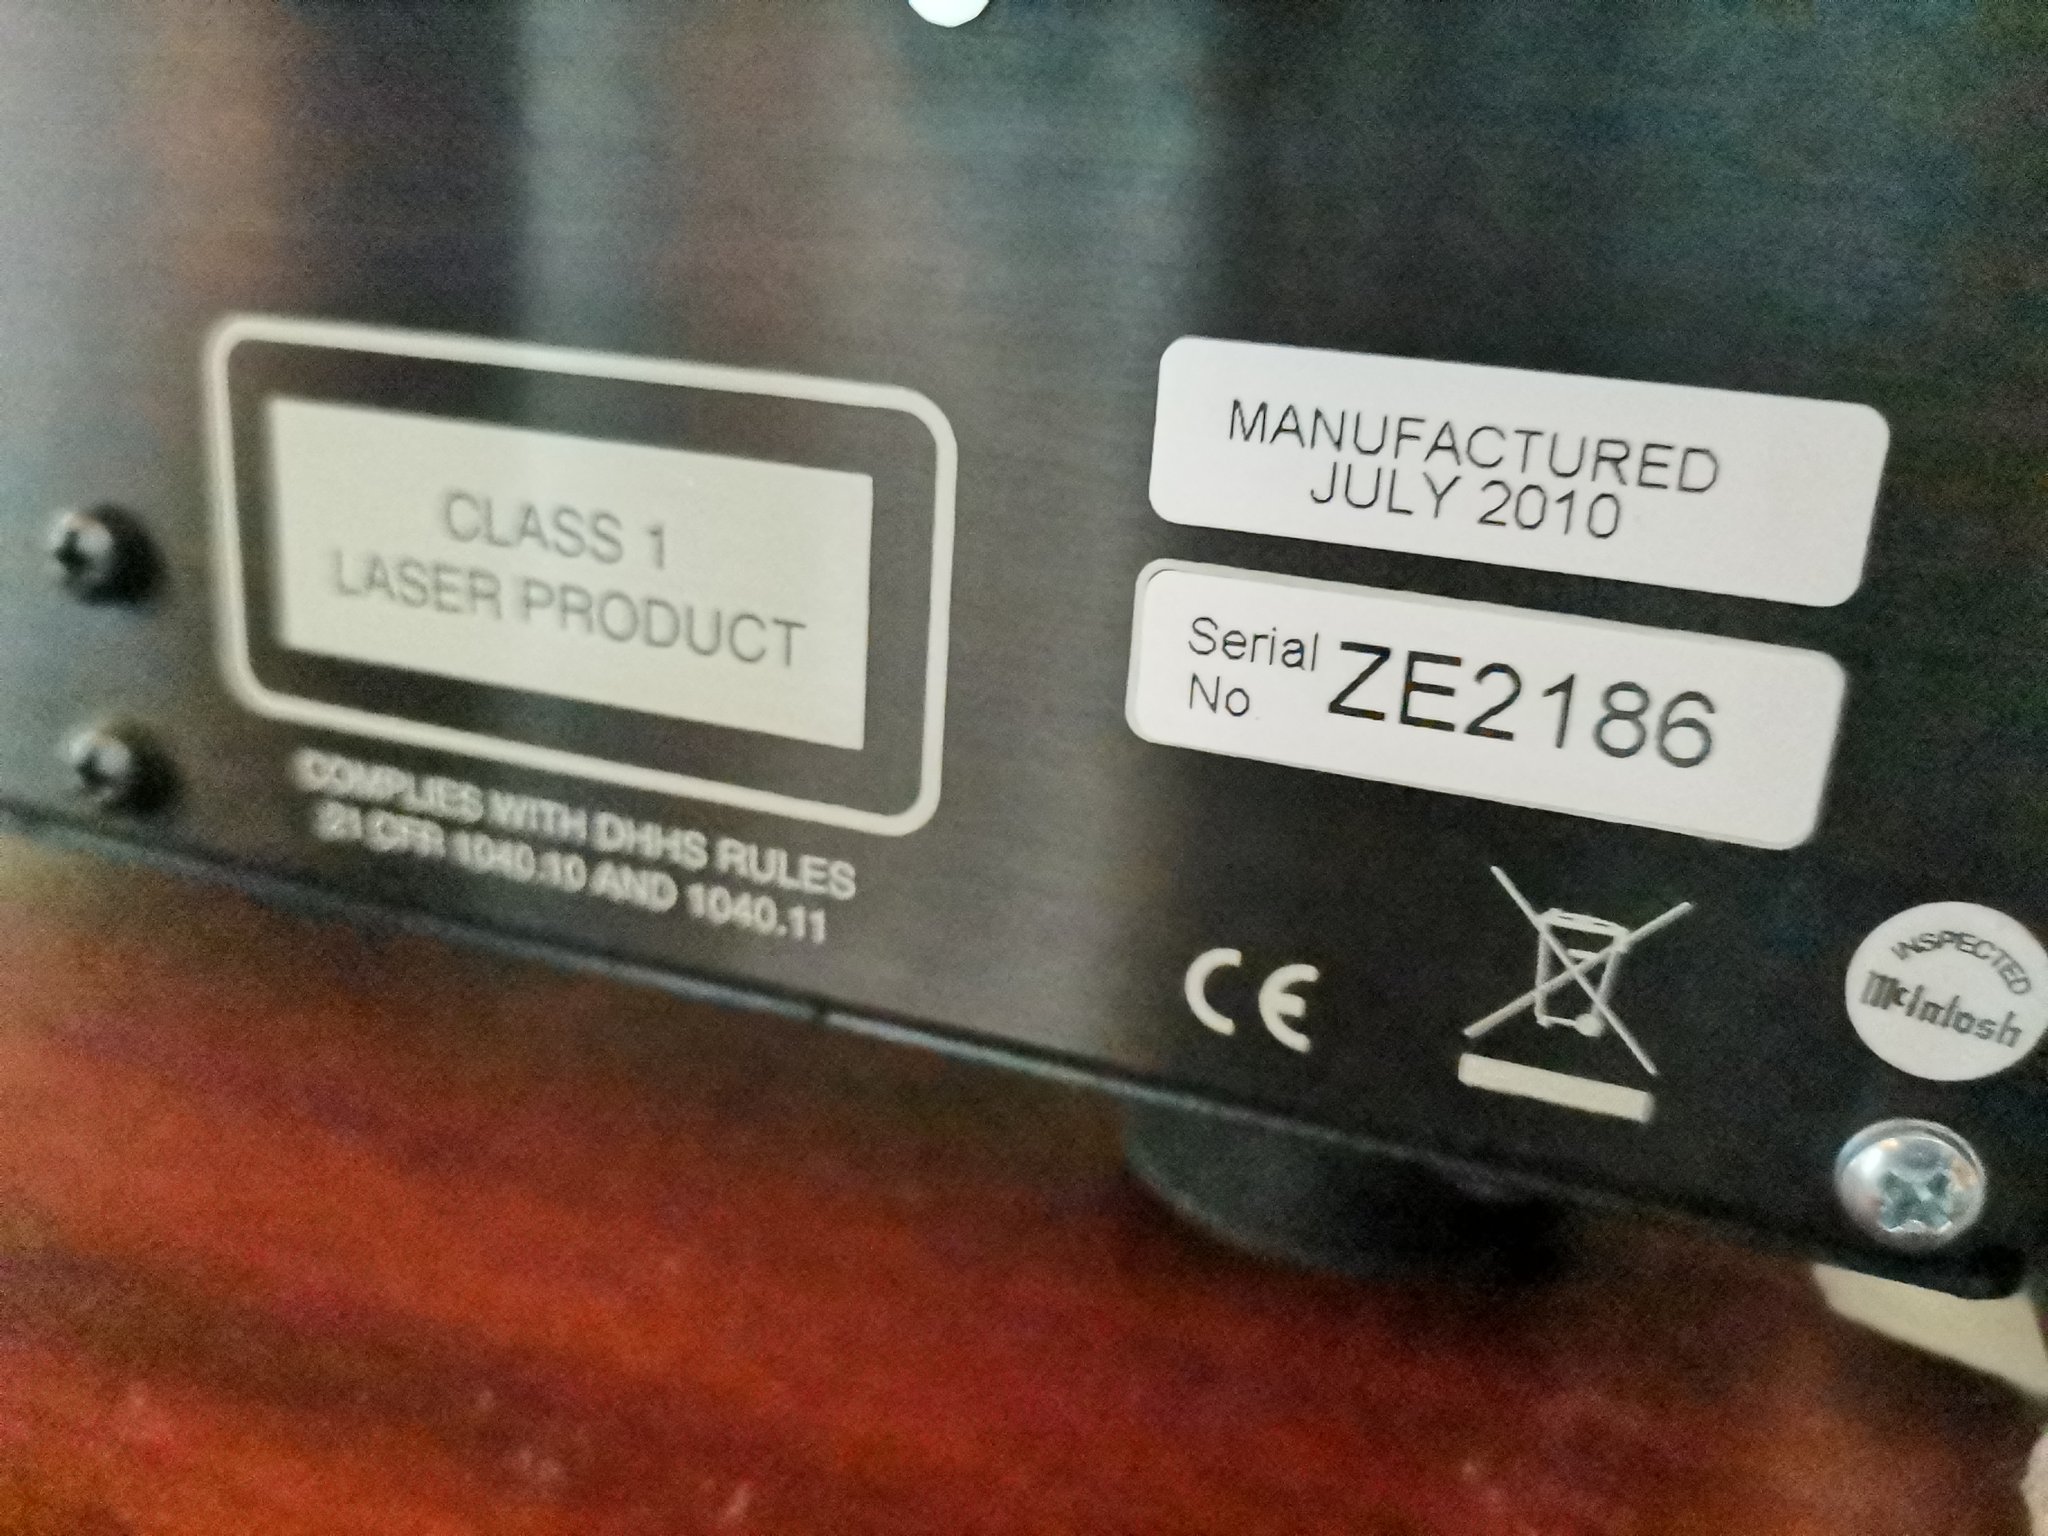 CLASS 1
LASER PRODUCT
COMPLIES WITH DHHS RULES
21 CFR 1040.10 AND 1040.11
MANUFACTURED
JULY 2010
Serial No ZE2186
CE
INSPECTED
McIntosh